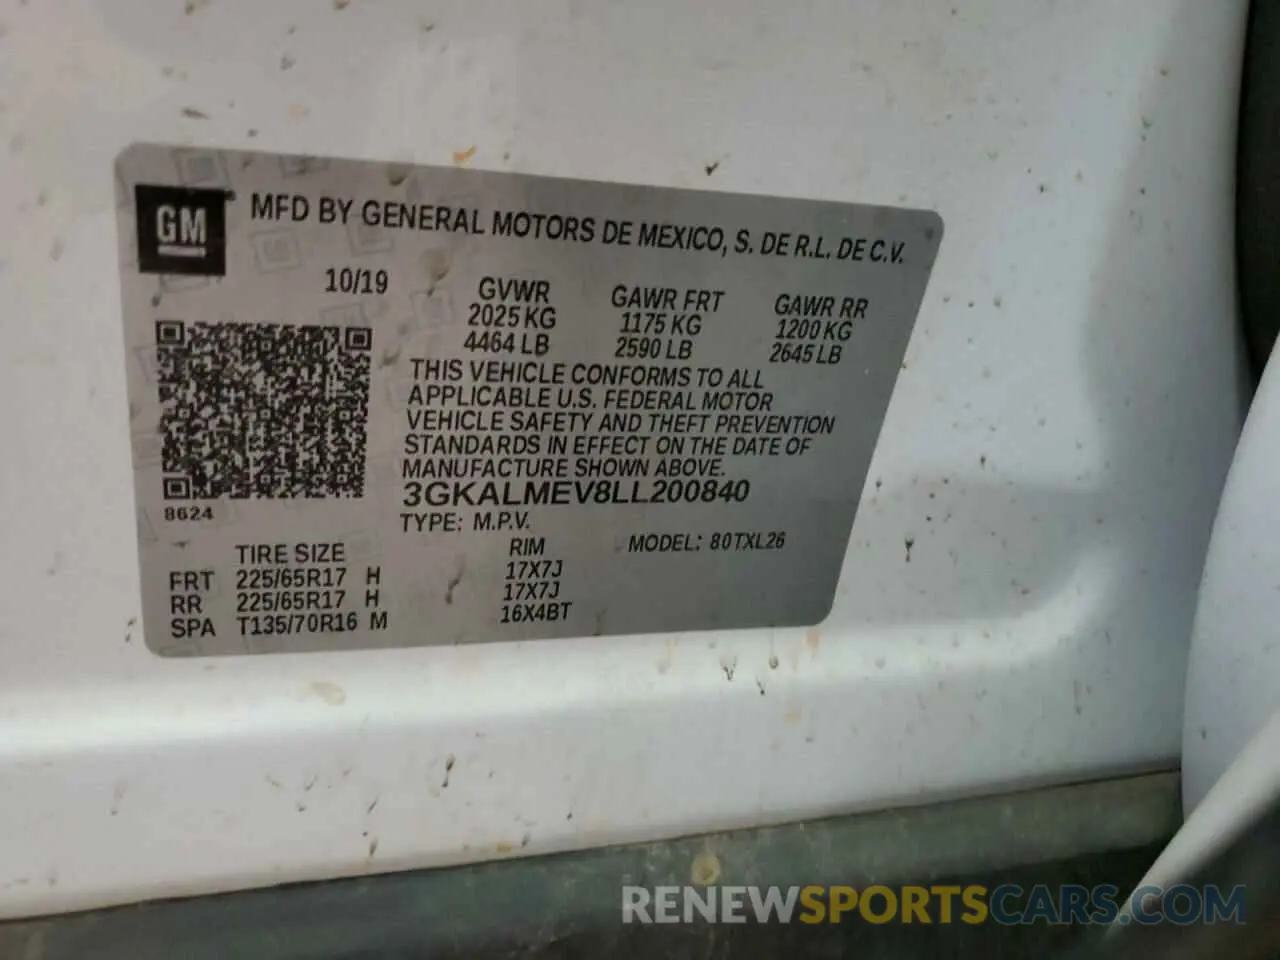 GM
MFD BY GENERAL MOTORS DE MEXICO, S. DE R.L. DE C.V.
10/19
GVWR GAWR FRT GAWR RR
2025 KG 1175 KG 1200 KG
4464 LB 2590 LB 2645 LB
THIS VEHICLE CONFORMS TO ALL
APPLICABLE U.S. FEDERAL MOTOR
VEHICLE SAFETY AND THEFT PREVENTION
STANDARDS IN EFFECT ON THE DATE OF
MANUFACTURE SHOWN ABOVE.
3GKALMEV8LL200840
8624
TYPE: M.P.V. MODEL: 80TXL26
TIRE SIZE RIM
FRT 225/65R17 H 17X7J
RR 225/65R17 H 17X7J
SPA T135/70R16 M 16X4BT
RENEWSPORTSCARS.COM